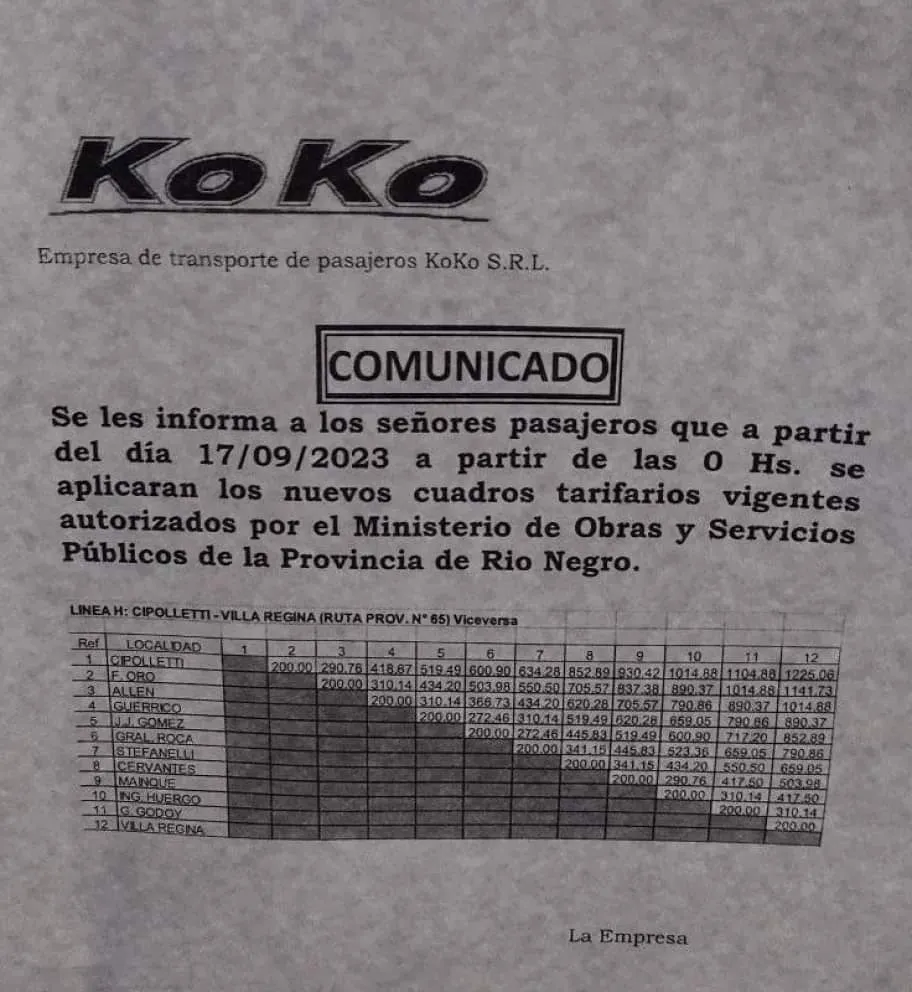 KoKo
Empresa de transporte de pasajeros KoKo S.R.L.
COMUNICADO
Se les informa a los señores pasajeros que a partir
del día 17/09/2023 a partir de las 0 Hs. se
aplicaran los nuevos cuadros tarifarios vigentes
autorizados por el Ministerio de Obras y Servicios
Públicos de la Provincia de Rio Negro.
LINEA H: CIPOLLETTI - VILLA REGINA (RUTA PROV. N° 65) Viceversa
Ref LOCALIDAD 1 2 3 4 5 6 7 8 9 10 11 12
1 CIPOLLETTI 200.00 290.76 418.67 519.49 600.90 634.28 852.89 930.42 1014.88 1104.88 1225.06
2 F. ORO 200.00 310.14 434.20 503.98 550.50 705.57 837.38 890.37 1014.88 1141.73
3 ALLEN 200.00 310.14 366.73 434.20 620.28 705.57 790.86 890.37 1014.88
4 GUERRICO 200.00 272.46 310.14 519.49 620.28 659.05 790.86 890.37
5 J.J. GOMEZ 200.00 272.46 445.83 519.49 600.90 717.20 852.89
6 GRAL. ROCA 200.00 341.15 445.83 523.36 659.05 790.86
7 STEFANELLI 200.00 341.15 434.20 550.50 659.05
8 CERVANTES 200.00 290.76 417.50 503.98
9 MAINQUE 200.00 310.14 417.50
10 ING. HUERGO 200.00 310.14
11 G. GODOY 200.00
12 VILLA REGINA
La Empresa